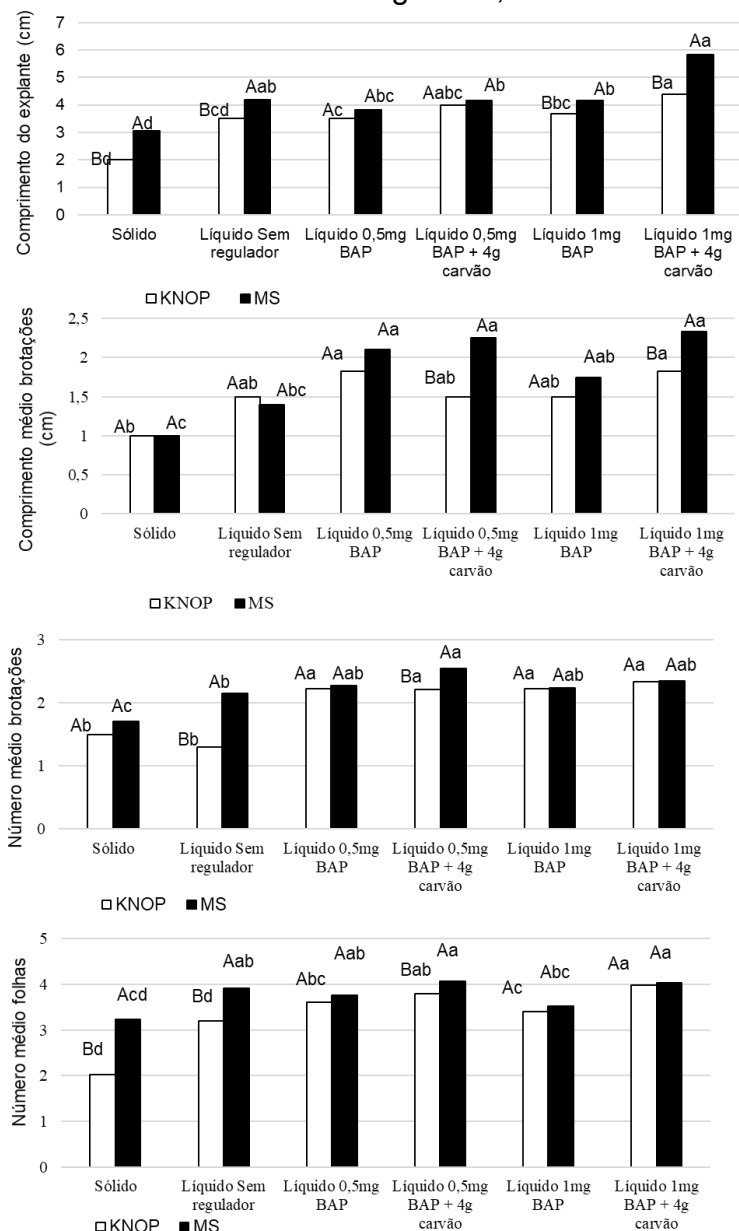 Comprimento do explante (cm)
7
6
5
4
3
2
1
0
Bd
Ad
Bcd
Aab
Ac
Abc
Aabc
Ab
Bbc
Ab
Ba
Aa
Sólido
Líquido Sem
regulador
Líquido 0,5mg
BAP
Líquido 0,5mg
BAP + 4g
carvão
Líquido 1mg
BAP
Líquido 1mg
BAP + 4g
carvão
KNOP MS
Comprimento médio brotações
(cm)
2,5
2
1,5
1
0,5
0
Ab
Ac
Aab
Abc
Aa
Aa
Bab
Aa
Aab
Aab
Ba
Aa
Sólido
Líquido Sem
regulador
Líquido 0,5mg
BAP
Líquido 0,5mg
BAP + 4g
carvão
Líquido 1mg
BAP
Líquido 1mg
BAP + 4g
carvão
KNOP MS
Número médio brotações
3
2
1
0
Ab
Ac
Bb
Ab
Aa
Aab
Ba
Aa
Aa
Aab
Aa
Aab
Sólido
Líquido Sem
regulador
Líquido 0,5mg
BAP
Líquido 0,5mg
BAP + 4g
carvão
Líquido 1mg
BAP
Líquido 1mg
BAP + 4g
carvão
KNOP MS
Número médio folhas
5
4
3
2
1
0
Bd
Acd
Bd
Aab
Abc
Aab
Bab
Aa
Ac
Abc
Aa
Aa
Sólido
Líquido Sem
regulador
Líquido 0,5mg
BAP
Líquido 0,5mg
BAP + 4g
carvão
Líquido 1mg
BAP
Líquido 1mg
BAP + 4g
carvão
KNOP MS